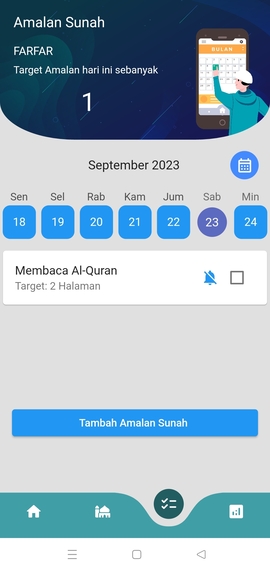 Amalan Sunah
FARFAR
Target Amalan hari ini sebanyak
1
BULAN
September 2023
Sen Sel Rab Kam Jum Sab Min
18 19 20 21 22 23 24
Membaca Al-Quran
Target: 2 Halaman
Tambah Amalan Sunah